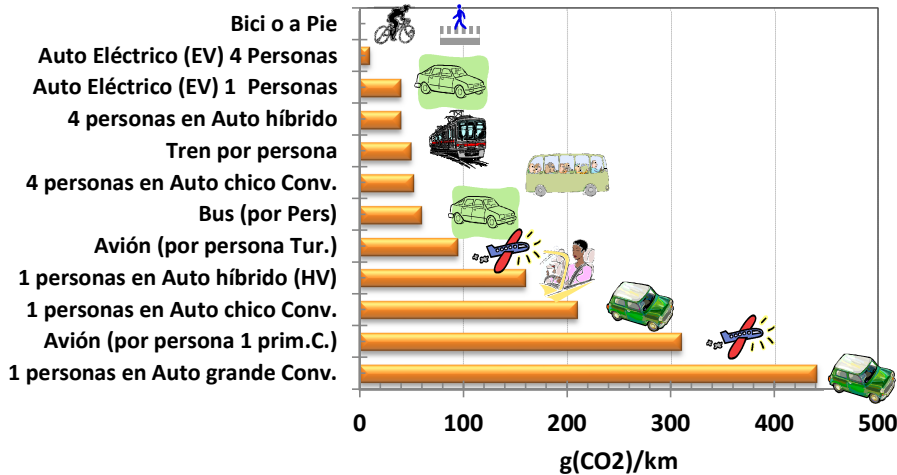 Bici o a Pie
Auto Eléctrico (EV) 4 Personas
Auto Eléctrico (EV) 1  Personas
4 personas en Auto híbrido
Tren por persona
4 personas en Auto chico Conv.
Bus (por Pers)
Avión (por persona Tur.)
1 personas en Auto híbrido (HV)
1 personas en Auto chico Conv.
Avión (por persona 1 prim.C.)
1 personas en Auto grande Conv.
0 100 200 300 400 500
g(CO2)/km